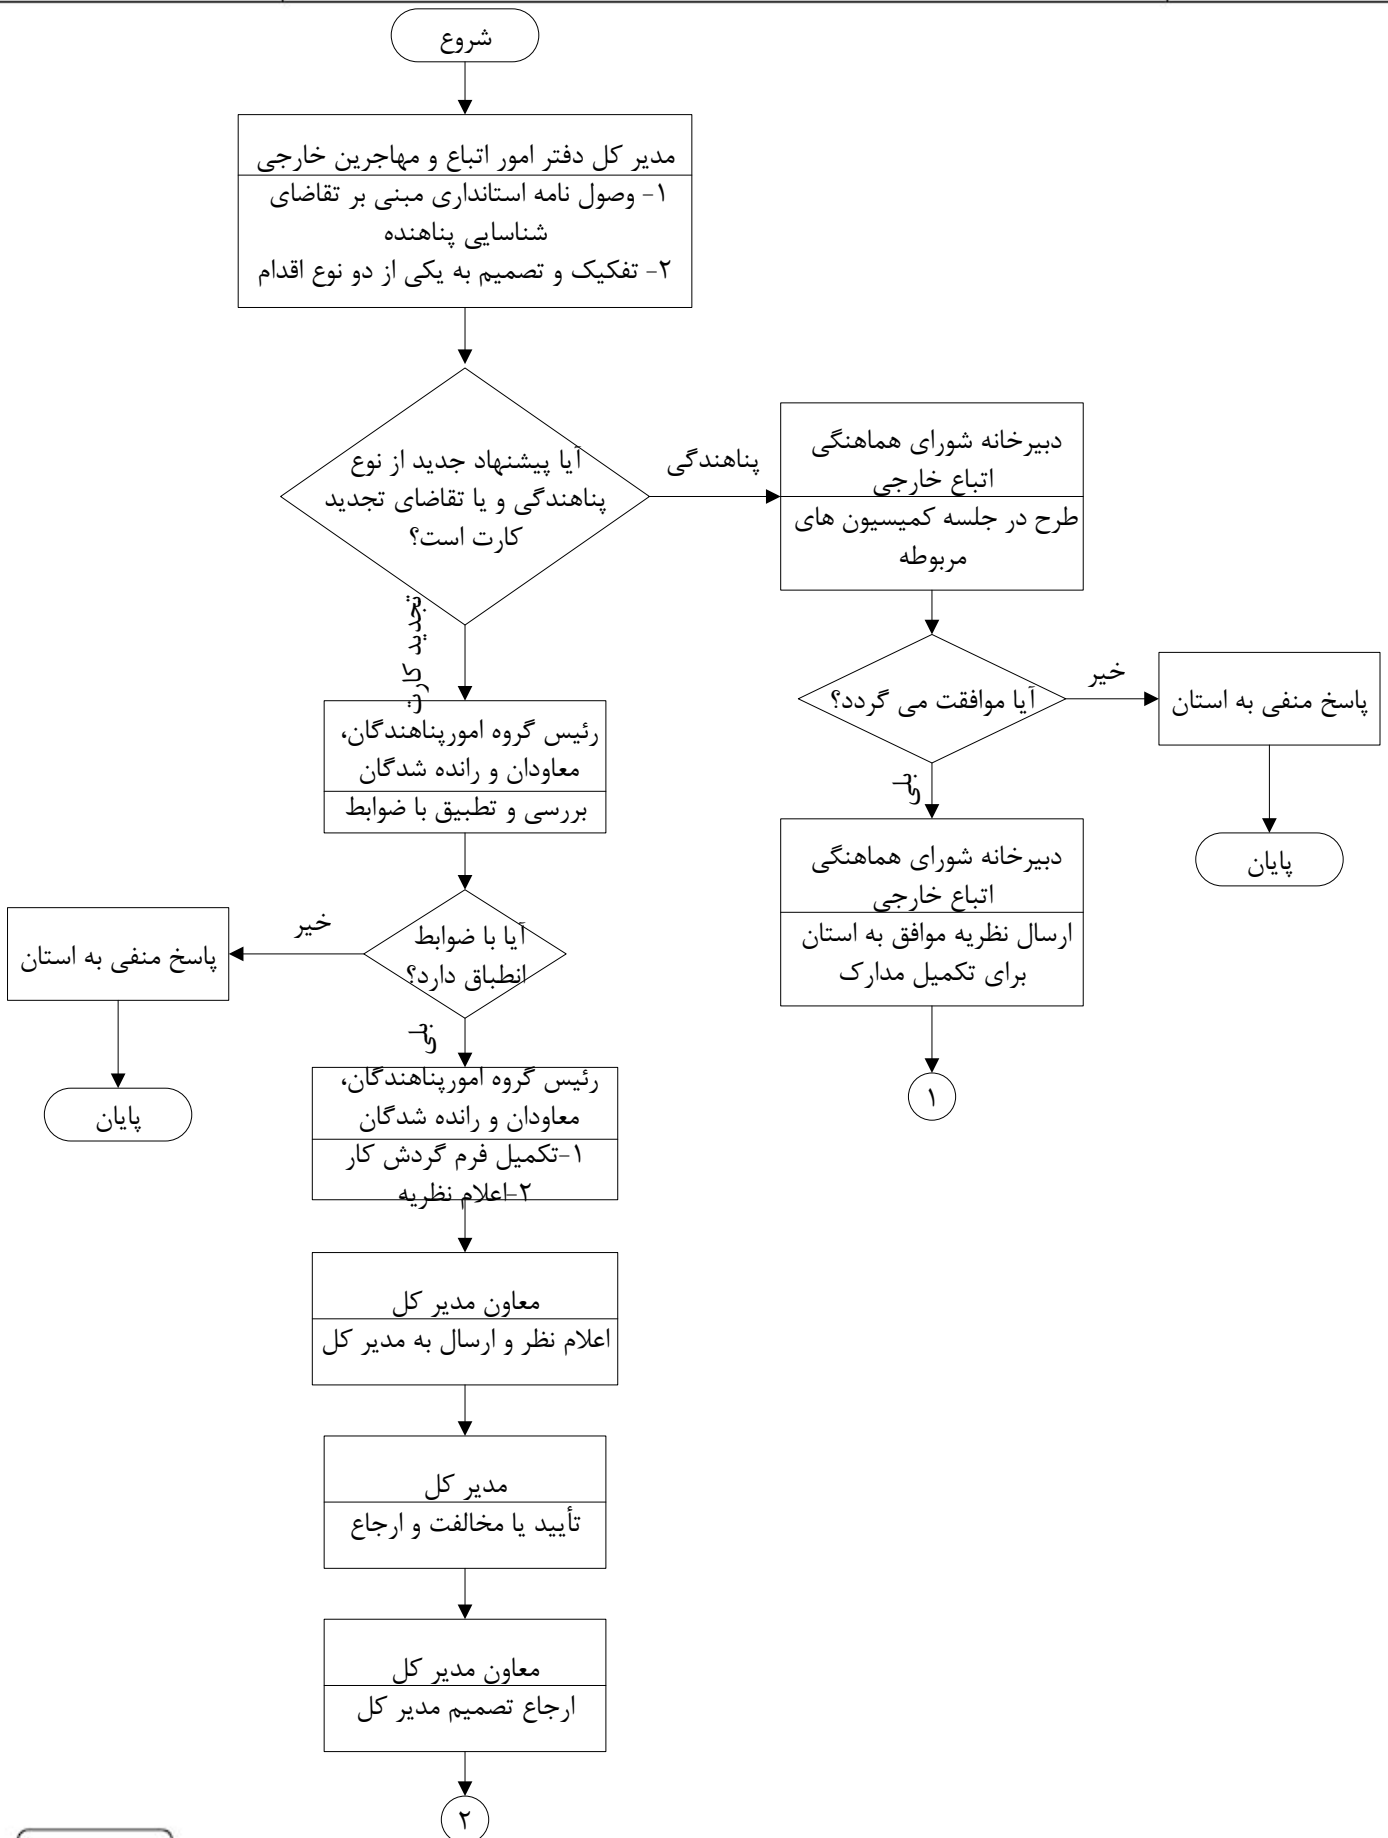 شروع
مدیر کل دفتر امور اتباع و مهاجرین خارجی
۱- وصول نامه استانداری مبنی بر تقاضای
شناسایی پناهنده
۲- تفکیک و تصمیم به یکی از دو نوع اقدام
آیا پیشنهاد جدید از نوع
پناهندگی و یا تقاضای تجدید
کارت است؟
پناهندگی
دبیرخانه شورای هماهنگی
اتباع خارجی
طرح در جلسه کمیسیون های
مربوطه
آیا موافقت می گردد؟
خیر
پاسخ منفی به استان
پایان
بلی
دبیرخانه شورای هماهنگی
اتباع خارجی
ارسال نظریه موافق به استان
برای تکمیل مدارک
۱
تجدید کارت
رئیس گروه امورپناهندگان،
معاودان و رانده شدگان
بررسی و تطبیق با ضوابط
آیا با ضوابط
انطباق دارد؟
خیر
پاسخ منفی به استان
پایان
بلی
رئیس گروه امورپناهندگان،
معاودان و رانده شدگان
۱-تکمیل فرم گردش کار
۲-اعلام نظریه
معاون مدیر کل
اعلام نظر و ارسال به مدیر کل
مدیر کل
تأیید یا مخالفت و ارجاع
معاون مدیر کل
ارجاع تصمیم مدیر کل
۲